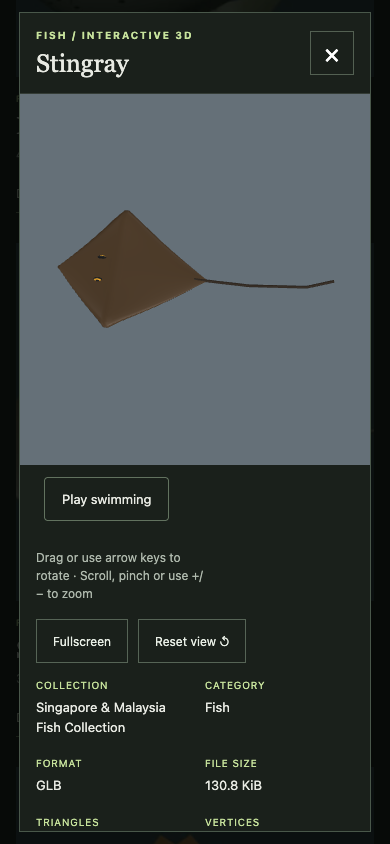 FISH / INTERACTIVE 3D
Stingray
×
Play swimming
Drag or use arrow keys to
rotate · Scroll, pinch or use +/
− to zoom
Fullscreen
Reset view ↺
COLLECTION
Singapore & Malaysia
Fish Collection
CATEGORY
Fish
FORMAT
GLB
FILE SIZE
130.8 KiB
TRIANGLES
VERTICES